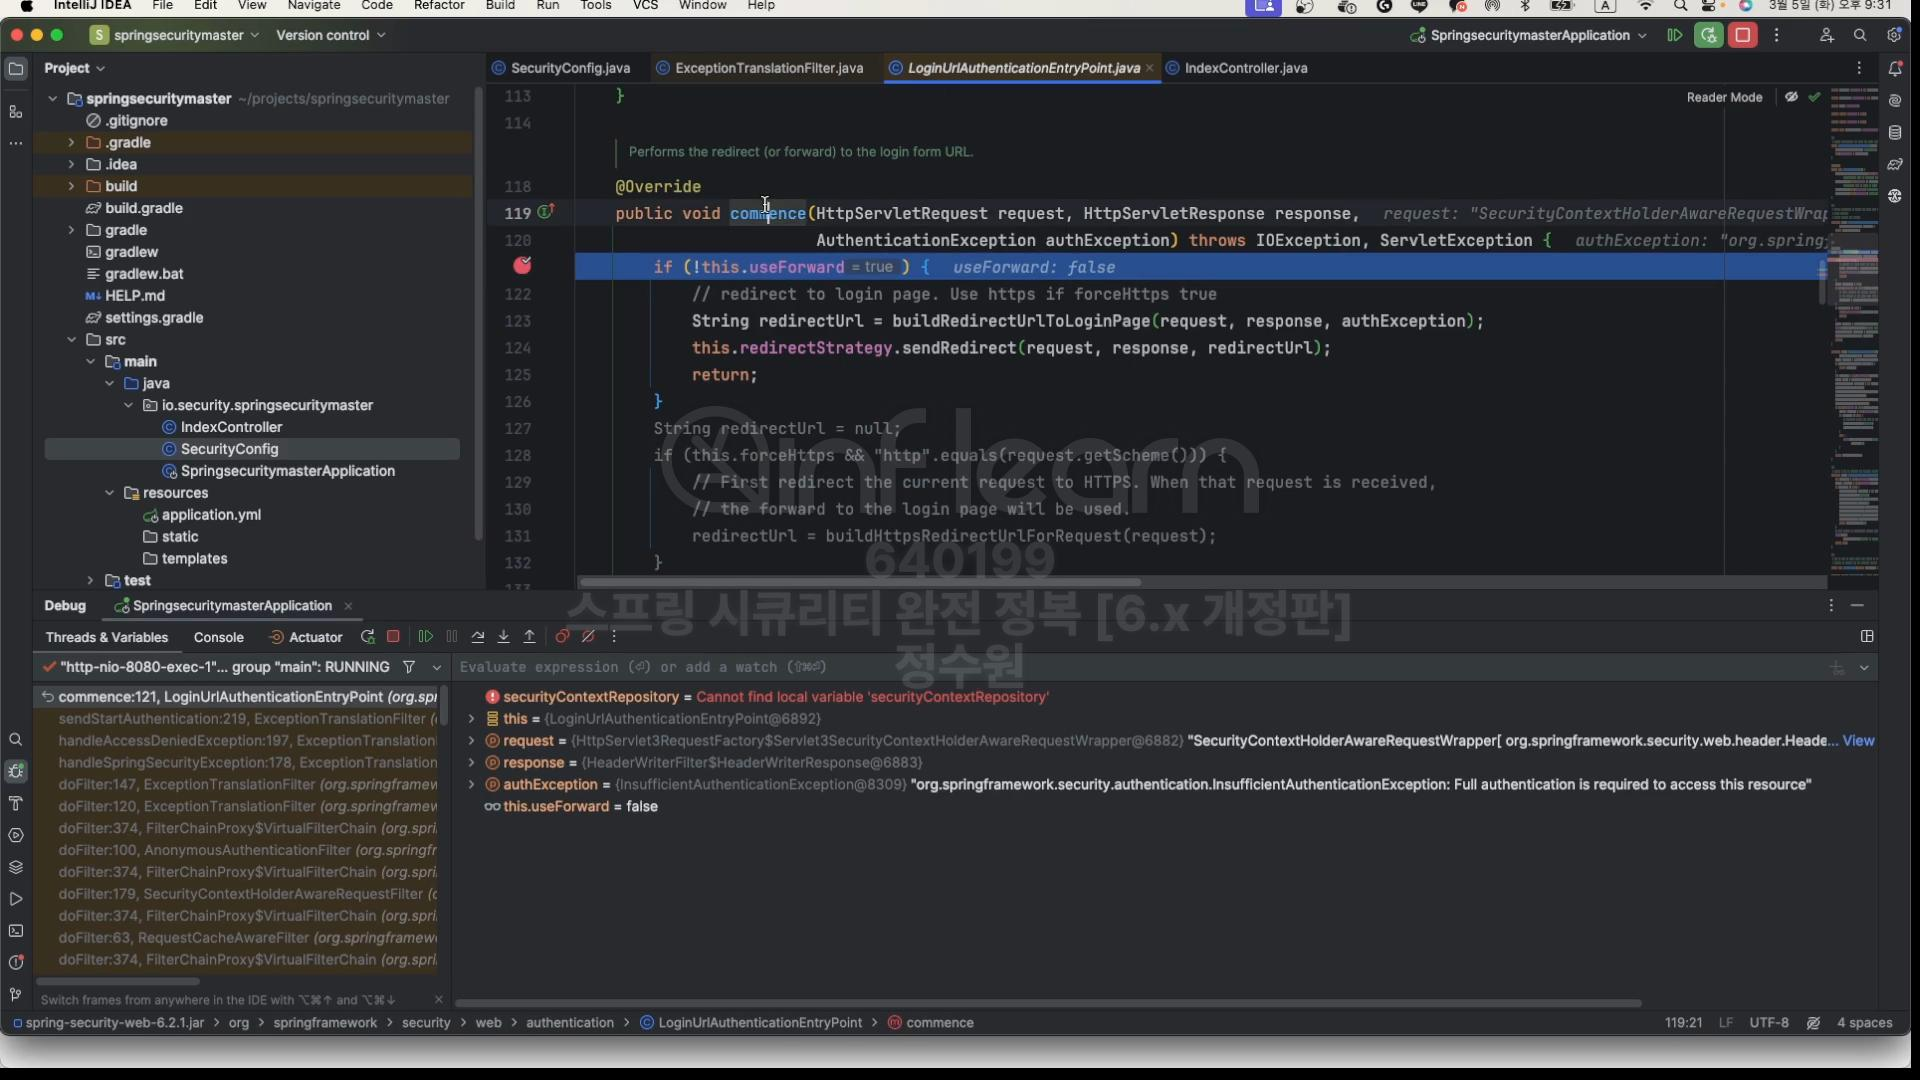 IntelliJ IDEA File Edit View Navigate Code Refactor Build Run Tools VCS Window Help A 3월 5일 (화) 오후 9:31
S springsecuritymaster Version control SpringsecuritymasterApplication
Project
springsecuritymaster ~/projects/springsecuritymaster
.gitignore
.gradle
.idea
build
build.gradle
gradle
gradlew
gradlew.bat
M↓ HELP.md
settings.gradle
src
main
java
io.security.springsecuritymaster
IndexController
SecurityConfig
SpringsecuritymasterApplication
resources
application.yml
static
templates
test
SecurityConfig.java ExceptionTranslationFilter.java LoginUrlAuthenticationEntryPoint.java IndexController.java
Reader Mode
113 }
114
Performs the redirect (or forward) to the login form URL.
118 @Override
119 public void commence(HttpServletRequest request, HttpServletResponse response, request: "SecurityContextHolderAwareRequestWrap
120 AuthenticationException authException) throws IOException, ServletException { authException: "org.spring
if (!this.useForward = true ) { useForward: false
122 // redirect to login page. Use https if forceHttps true
123 String redirectUrl = buildRedirectUrlToLoginPage(request, response, authException);
124 this.redirectStrategy.sendRedirect(request, response, redirectUrl);
125 return;
126 }
127 String redirectUrl = null;
128 if (this.forceHttps && "http".equals(request.getScheme())) {
129 // First redirect the current request to HTTPS. When that request is received,
130 // the forward to the login page will be used.
131 redirectUrl = buildHttpsRedirectUrlForRequest(request);
132 }
inflearn
640199
스프링 시큐리티 완전 정복 [6.x 개정판]
정수원
Debug SpringsecuritymasterApplication
Threads & Variables Console Actuator
"http-nio-8080-exec-1"... group "main": RUNNING
Evaluate expression (⏎) or add a watch (⇧⌘⏎)
commence:121, LoginUrlAuthenticationEntryPoint (org.spr
sendStartAuthentication:219, ExceptionTranslationFilter (
handleAccessDeniedException:197, ExceptionTranslation
handleSpringSecurityException:178, ExceptionTranslation
doFilter:147, ExceptionTranslationFilter (org.springframew
doFilter:120, ExceptionTranslationFilter (org.springframew
doFilter:374, FilterChainProxy$VirtualFilterChain (org.spri
doFilter:100, AnonymousAuthenticationFilter (org.springfr
doFilter:374, FilterChainProxy$VirtualFilterChain (org.spri
doFilter:179, SecurityContextHolderAwareRequestFilter (
doFilter:374, FilterChainProxy$VirtualFilterChain (org.spri
doFilter:63, RequestCacheAwareFilter (org.springframew
doFilter:374, FilterChainProxy$VirtualFilterChain (org.spri
Switch frames from anywhere in the IDE with ⌥⌘↑ and ⌥⌘↓
securityContextRepository = Cannot find local variable 'securityContextRepository'
this = {LoginUrlAuthenticationEntryPoint@6892}
request = {HttpServlet3RequestFactory$Servlet3SecurityContextHolderAwareRequestWrapper@6882} "SecurityContextHolderAwareRequestWrapper[ org.springframework.security.web.header.Heade... View
response = {HeaderWriterFilter$HeaderWriterResponse@6883}
authException = {InsufficientAuthenticationException@8309} "org.springframework.security.authentication.InsufficientAuthenticationException: Full authentication is required to access this resource"
this.useForward = false
spring-security-web-6.2.1.jar org springframework security web authentication LoginUrlAuthenticationEntryPoint commence 119:21 LF UTF-8 4 spaces